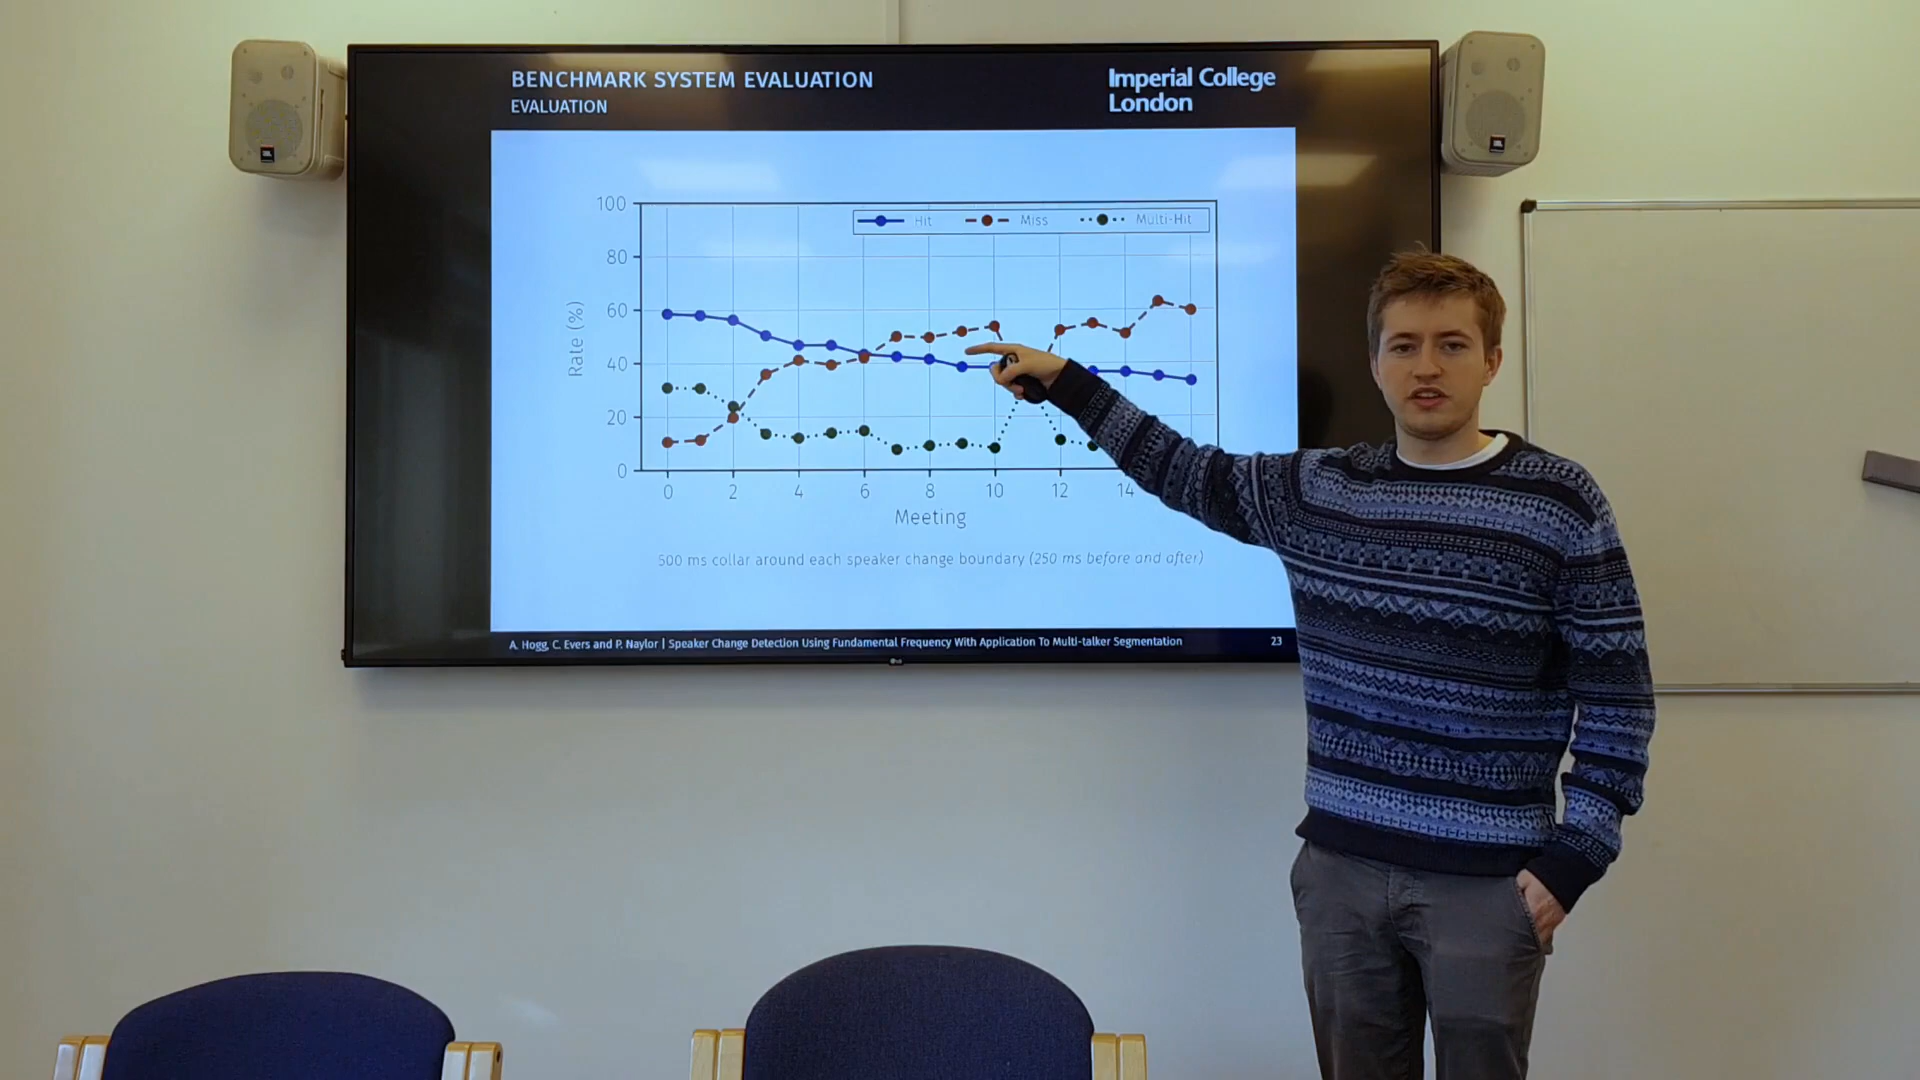 BENCHMARK SYSTEM EVALUATION
EVALUATION
Imperial College
London
Hit Miss Multi-Hit
100
80
60
40
20
0
Rate (%)
0 2 4 6 8 10 12 14
Meeting
500 ms collar around each speaker change boundary (250 ms before and after)
A. Hogg, C. Evers and P. Naylor | Speaker Change Detection Using Fundamental Frequency With Application To Multi-talker Segmentation 23
JBL
JBL
LG